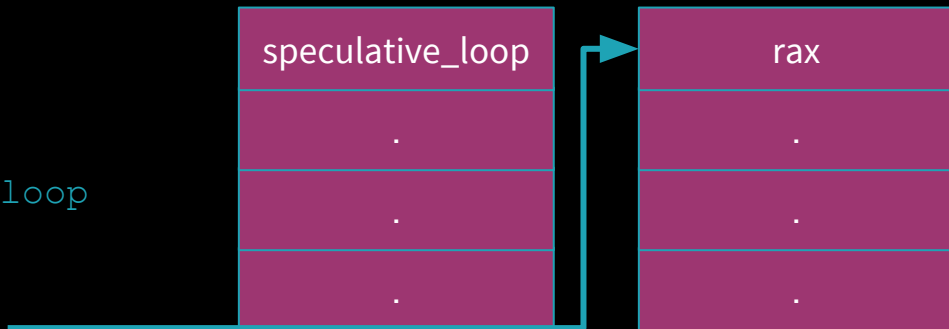 speculative_loop
rax
.
.
loop
.
.
.
.